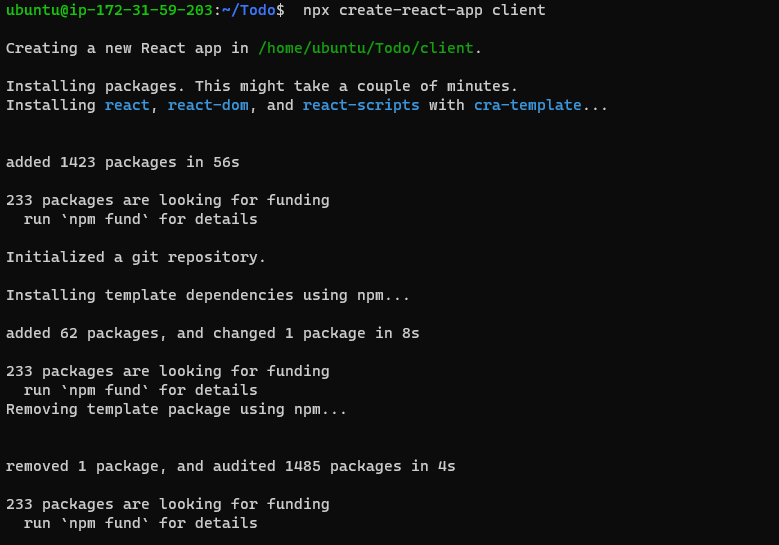 ubuntu@ip-172-31-59-203:~/Todo$  npx create-react-app client
Creating a new React app in /home/ubuntu/Todo/client.
Installing packages. This might take a couple of minutes.
Installing react, react-dom, and react-scripts with cra-template...
added 1423 packages in 56s
233 packages are looking for funding
  run `npm fund` for details
Initialized a git repository.
Installing template dependencies using npm...
added 62 packages, and changed 1 package in 8s
233 packages are looking for funding
  run `npm fund` for details
Removing template package using npm...
removed 1 package, and audited 1485 packages in 4s
233 packages are looking for funding
  run `npm fund` for details